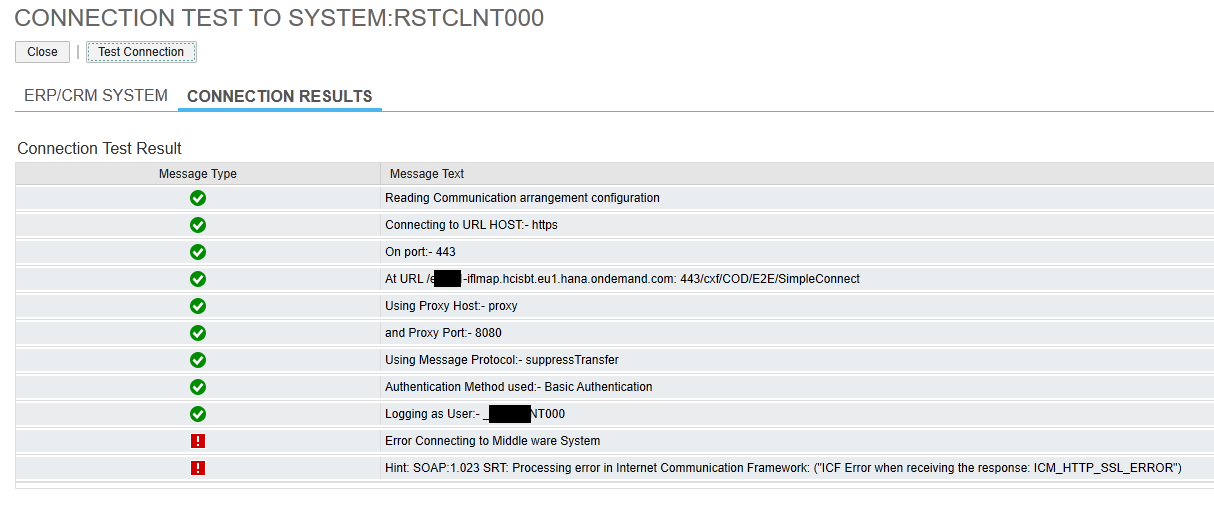 CONNECTION TEST TO SYSTEM:RSTCLNT000
Close | Test Connection
ERP/CRM SYSTEM CONNECTION RESULTS
Connection Test Result
Message Type Message Text
Reading Communication arrangement configuration
Connecting to URL HOST:- https
On port:- 443
At URL /e -iflmap.hcisbt.eu1.hana.ondemand.com: 443/cxf/COD/E2E/SimpleConnect
Using Proxy Host:- proxy
and Proxy Port:- 8080
Using Message Protocol:- suppressTransfer
Authentication Method used:- Basic Authentication
Logging as User:- _ NT000
Error Connecting to Middle ware System
Hint: SOAP:1.023 SRT: Processing error in Internet Communication Framework: ("ICF Error when receiving the response: ICM_HTTP_SSL_ERROR")